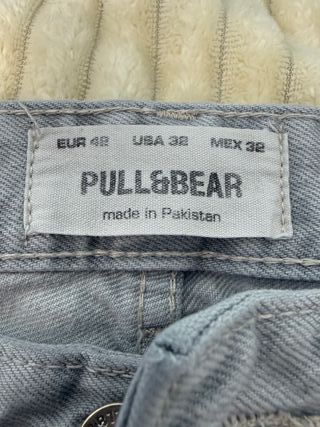 EUR 42 USA 32 MEX 32
PULL&BEAR
made in Pakistan